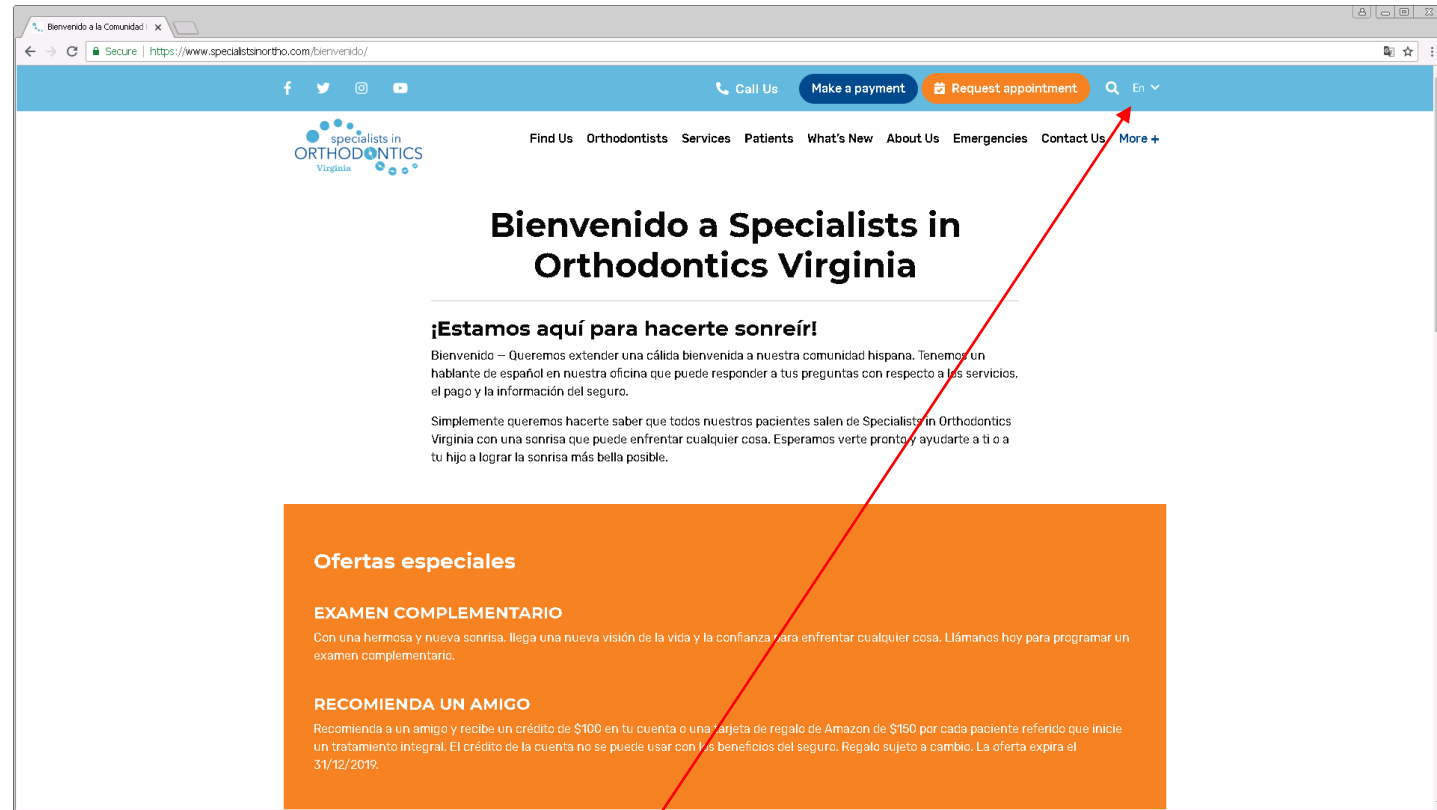 Bienvenido a la Comunidad
Secure | https://www.specialistsinortho.com/bienvenido/
Call Us Make a payment Request appointment En
specialists in
ORTHODONTICS
Virginia
Find Us Orthodontists Services Patients What's New About Us Emergencies Contact Us More +
Bienvenido a Specialists in
Orthodontics Virginia
¡Estamos aquí para hacerte sonreír!
Bienvenido — Queremos extender una cálida bienvenida a nuestra comunidad hispana. Tenemos un
hablante de español en nuestra oficina que puede responder a tus preguntas con respecto a los servicios,
el pago y la información del seguro.
Simplemente queremos hacerte saber que todos nuestros pacientes salen de Specialists in Orthodontics
Virginia con una sonrisa que puede enfrentar cualquier cosa. Esperamos verte pronto y ayudarte a ti o a
tu hijo a lograr la sonrisa más bella posible.
Ofertas especiales
EXAMEN COMPLEMENTARIO
Con una hermosa y nueva sonrisa, llega una nueva visión de la vida y la confianza para enfrentar cualquier cosa. Llámanos hoy para programar un
examen complementario.
RECOMIENDA UN AMIGO
Recomienda a un amigo y recibe un crédito de $100 en tu cuenta o una tarjeta de regalo de Amazon de $150 por cada paciente referido que inicie
un tratamiento integral. El crédito de la cuenta no se puede usar con los beneficios del seguro. Regalo sujeto a cambio. La oferta expira el
31/12/2019.